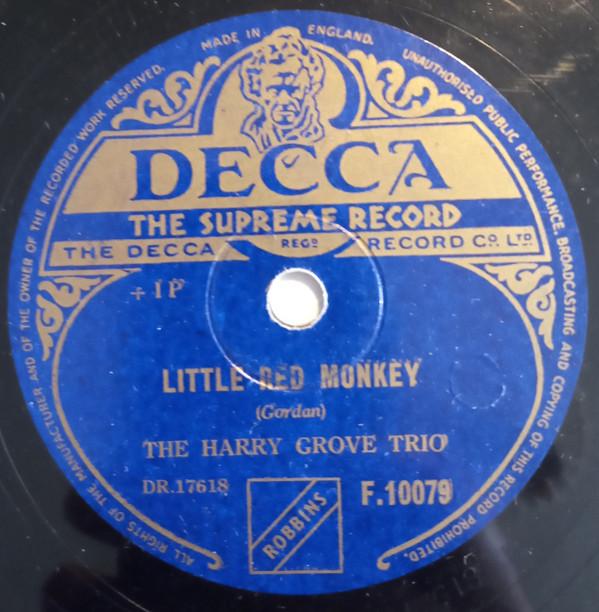 ALL RIGHTS OF THE MANUFACTURER AND OF THE OWNER OF THE RECORDED WORK RESERVED. MADE IN ENGLAND. UNAUTHORISED PUBLIC PERFORMANCE, BROADCASTING AND COPYING OF THIS RECORD PROHIBITED.
DECCA
THE SUPREME RECORD
THE DECCA REGD RECORD CO. LTD
+ 1 P
LITTLE RED MONKEY
(Gordan)
THE HARRY GROVE TRIO
DR.17618 F.10079
ROBBINS